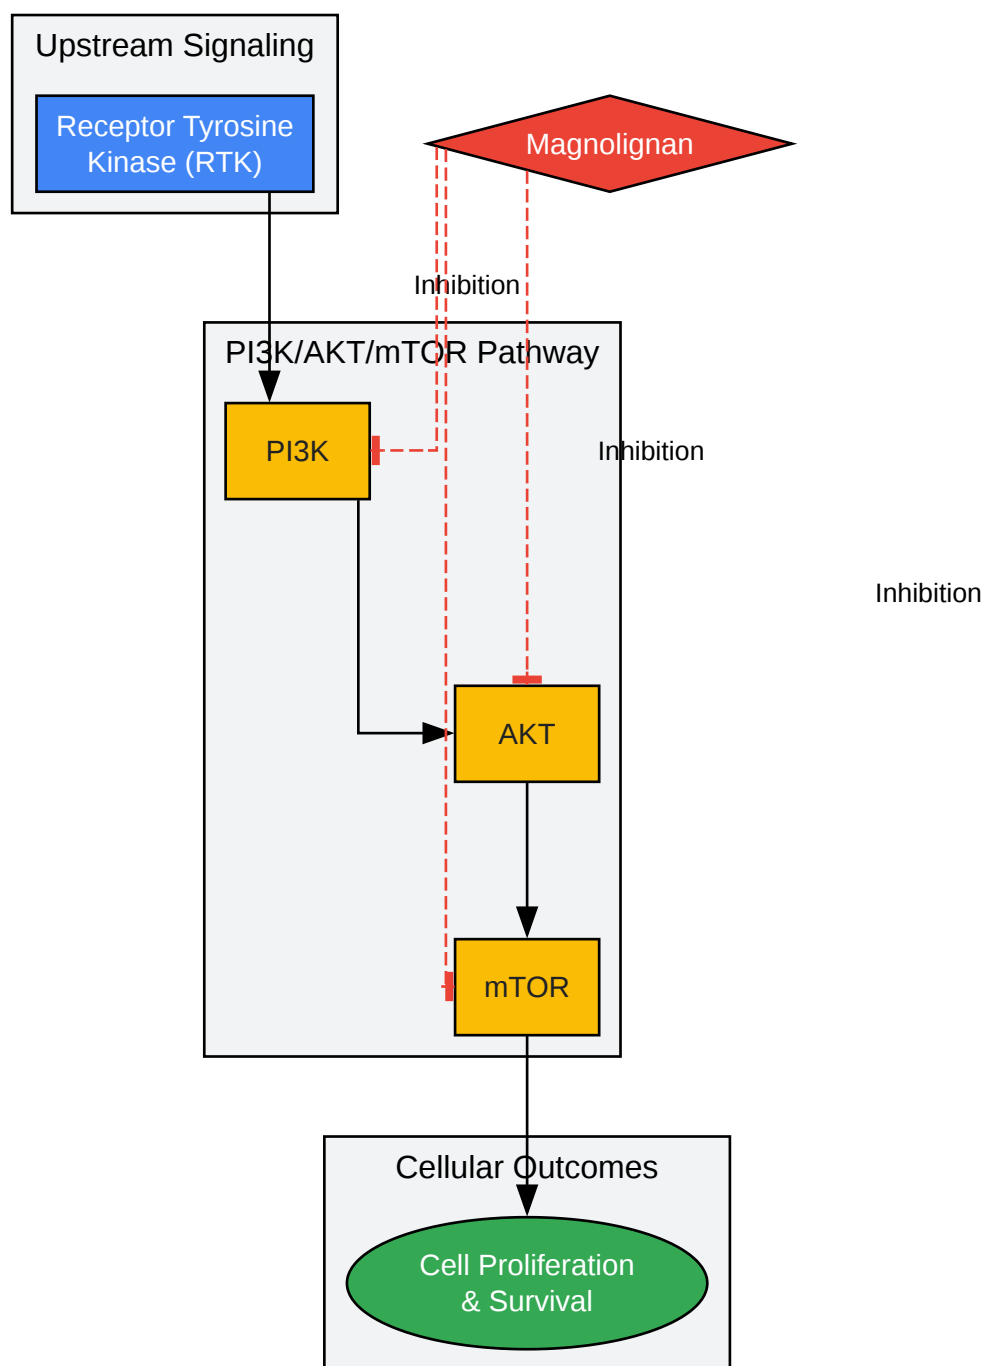 Upstream Signaling
Receptor Tyrosine
Kinase (RTK)
Magnolignan
Inhibition
PI3K/AKT/mTOR Pathway
PI3K
Inhibition
Inhibition
AKT
mTOR
Cellular Outcomes
Cell Proliferation
& Survival